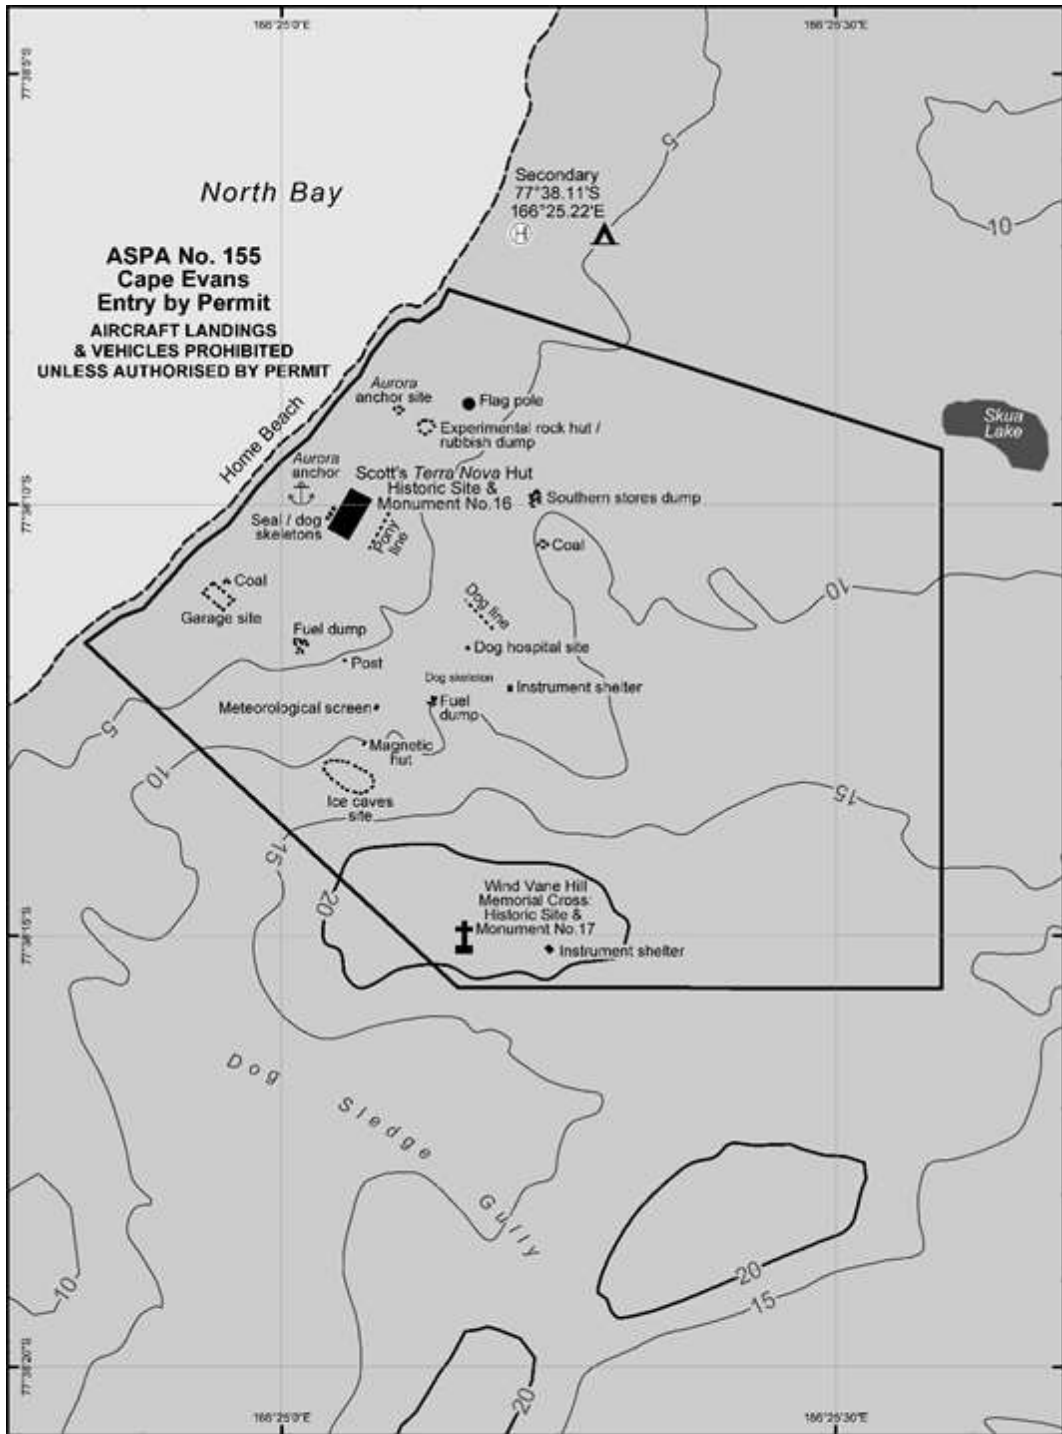 166°25'0"E
166°25'30"E
77°38'5"S
5
10
Secondary
77°38.11'S
166°25.22'E
H
North Bay
ASPA No. 155
Cape Evans
Entry by Permit
AIRCRAFT LANDINGS
& VEHICLES PROHIBITED
UNLESS AUTHORISED BY PERMIT
Home Beach
Aurora
anchor site
Flag pole
Experimental rock hut /
rubbish dump
Skua
Lake
Aurora
anchor
Scott's Terra Nova Hut
Historic Site &
Monument No.16
77°38'10"S
Southern stores dump
Seal / dog
skeletons
Pony
line
Coal
Coal
Garage site
Dog line
10
Fuel dump
Post
Dog hospital site
Dog skeleton
Instrument shelter
Meteorological screen
Fuel
dump
5
Magnetic
hut
10
Ice caves
site
15
15
20
Wind Vane Hill
Memorial Cross:
Historic Site &
Monument No.17
77°38'15"S
Instrument shelter
Dog
Sledge
Gully
10
20
15
77°38'20"S
20
166°25'0"E
166°25'30"E